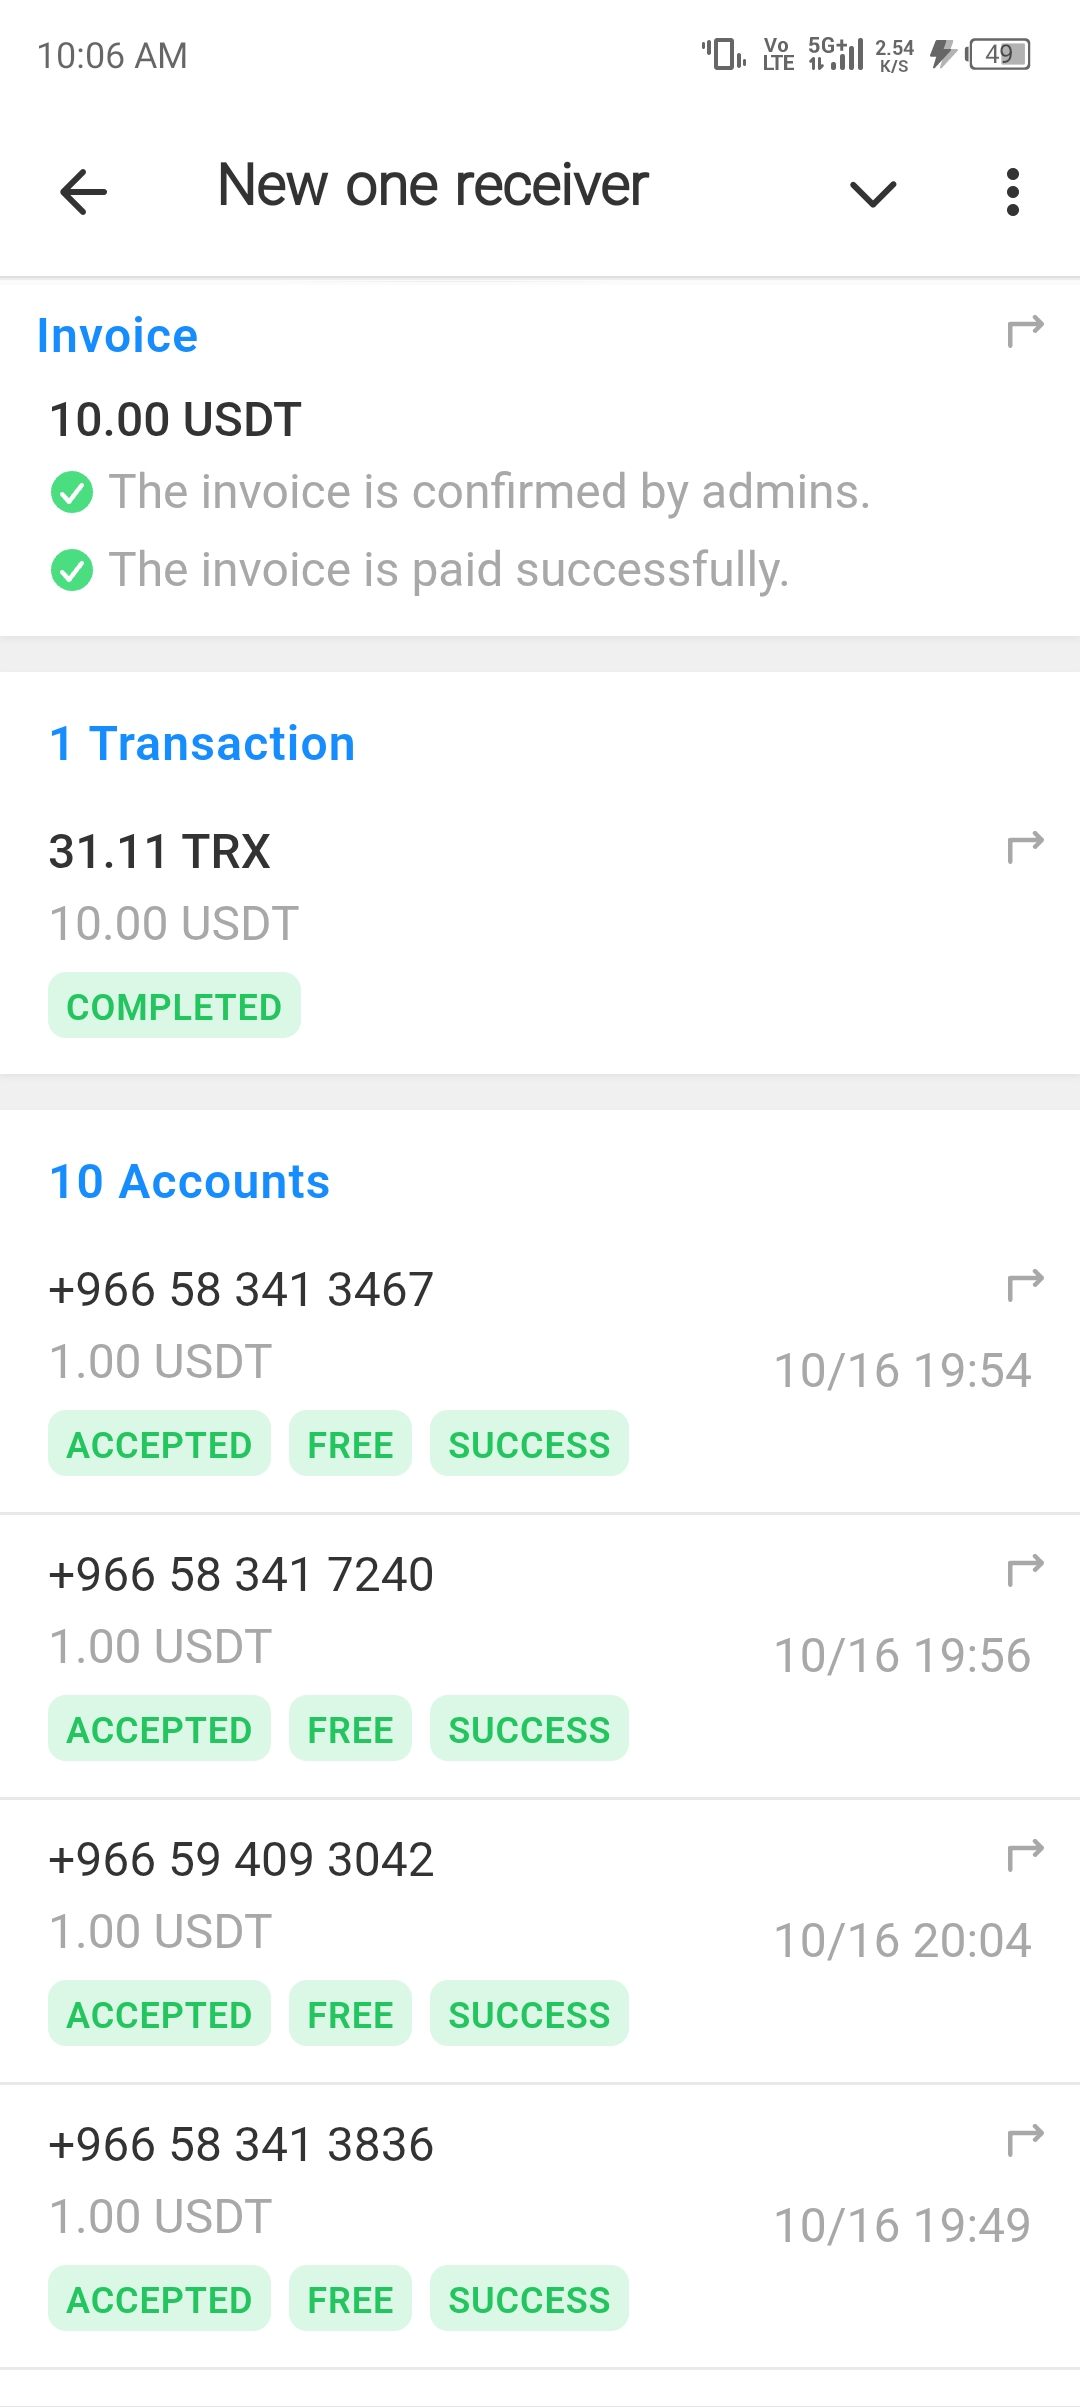 10:06 AM
Vo LTE 5G+ 2.54 K/S 49
New one receiver
Invoice
10.00 USDT
The invoice is confirmed by admins.
The invoice is paid successfully.
1 Transaction
31.11 TRX
10.00 USDT
COMPLETED
10 Accounts
+966 58 341 3467
1.00 USDT
10/16 19:54
ACCEPTED FREE SUCCESS
+966 58 341 7240
1.00 USDT
10/16 19:56
ACCEPTED FREE SUCCESS
+966 59 409 3042
1.00 USDT
10/16 20:04
ACCEPTED FREE SUCCESS
+966 58 341 3836
1.00 USDT
10/16 19:49
ACCEPTED FREE SUCCESS